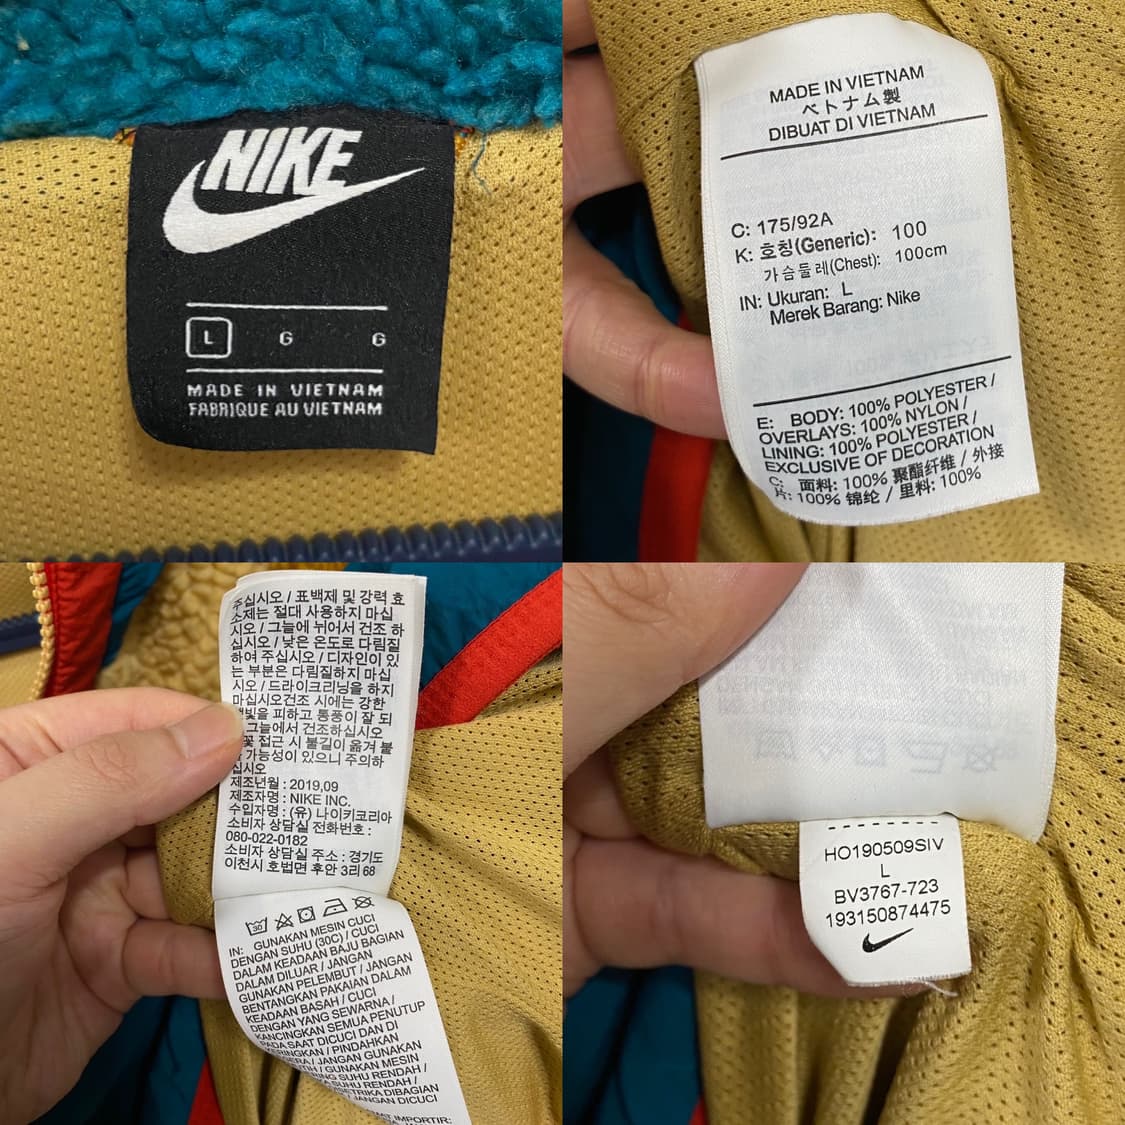 NIKE
L G G
MADE IN VIETNAM
FABRIQUE AU VIETNAM
MADE IN VIETNAM
ベトナム製
DIBUAT DI VIETNAM
C: 175/92A
K: 호칭(Generic): 100
가슴둘레(Chest): 100cm
IN: Ukuran: L
Merek Barang: Nike
E: BODY: 100% POLYESTER /
OVERLAYS: 100% NYLON /
LINING: 100% POLYESTER /
EXCLUSIVE OF DECORATION
C: 面料: 100% 聚酯纤维 / 外接
片: 100% 锦纶 / 里料: 100%
주십시오 / 표백제 및 강력 효
소제는 절대 사용하지 마십
시오 / 그늘에 뉘어서 건조 하
십시오 / 낮은 온도로 다림질
하여 주십시오 / 디자인이 있
는 부분은 다림질하지 마십
시오 / 드라이크리닝을 하지
마십시오건조 시에는 강한
햇빛을 피하고 통풍이 잘 되
그늘에서 건조하십시오
접근 시 불길이 옮겨 붙
가능성이 있으니 주의하
십시오
제조년월 : 2019,09
제조자명 : NIKE INC.
수입자명 : (유) 나이키코리아
소비자 상담실 전화번호 :
080-022-0182
소비자 상담실 주소 : 경기도
이천시 호법면 후안 3리 68
30
IN: GUNAKAN MESIN CUCI
DENGAN SUHU (30C) / CUCI
DALAM KEADAAN BAJU BAGIAN
DALAM DILUAR / JANGAN
GUNAKAN PELEMBUT / JANGAN
BENTANGKAN PAKAIAN DALAM
KEADAAN BASAH / CUCI
DENGAN YANG SEWARNA /
KANCINGKAN SEMUA PENUTUP
PADA SAAT DICUCI DAN DI
KERINGKAN / PINDAHKAN
/ JANGAN GUNAKAN
SUHU RENDAH /
/ GUNAKAN MESIN
SUHU RENDAH /
SETRIKA DIBAGIAN
JANGAN DICUCI
IMPORTIR:
HO190509SIV
L
BV3767-723
193150874475